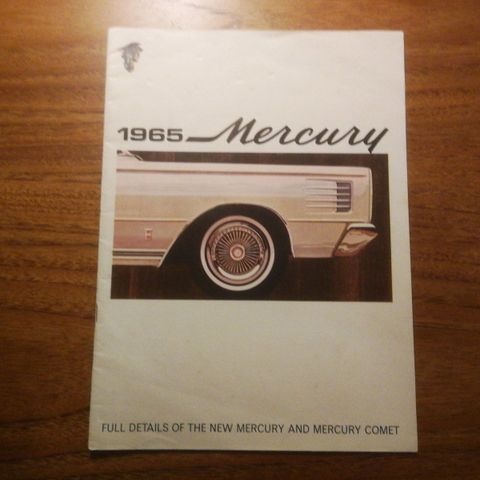 1965 Mercury
FULL DETAILS OF THE NEW MERCURY AND MERCURY COMET